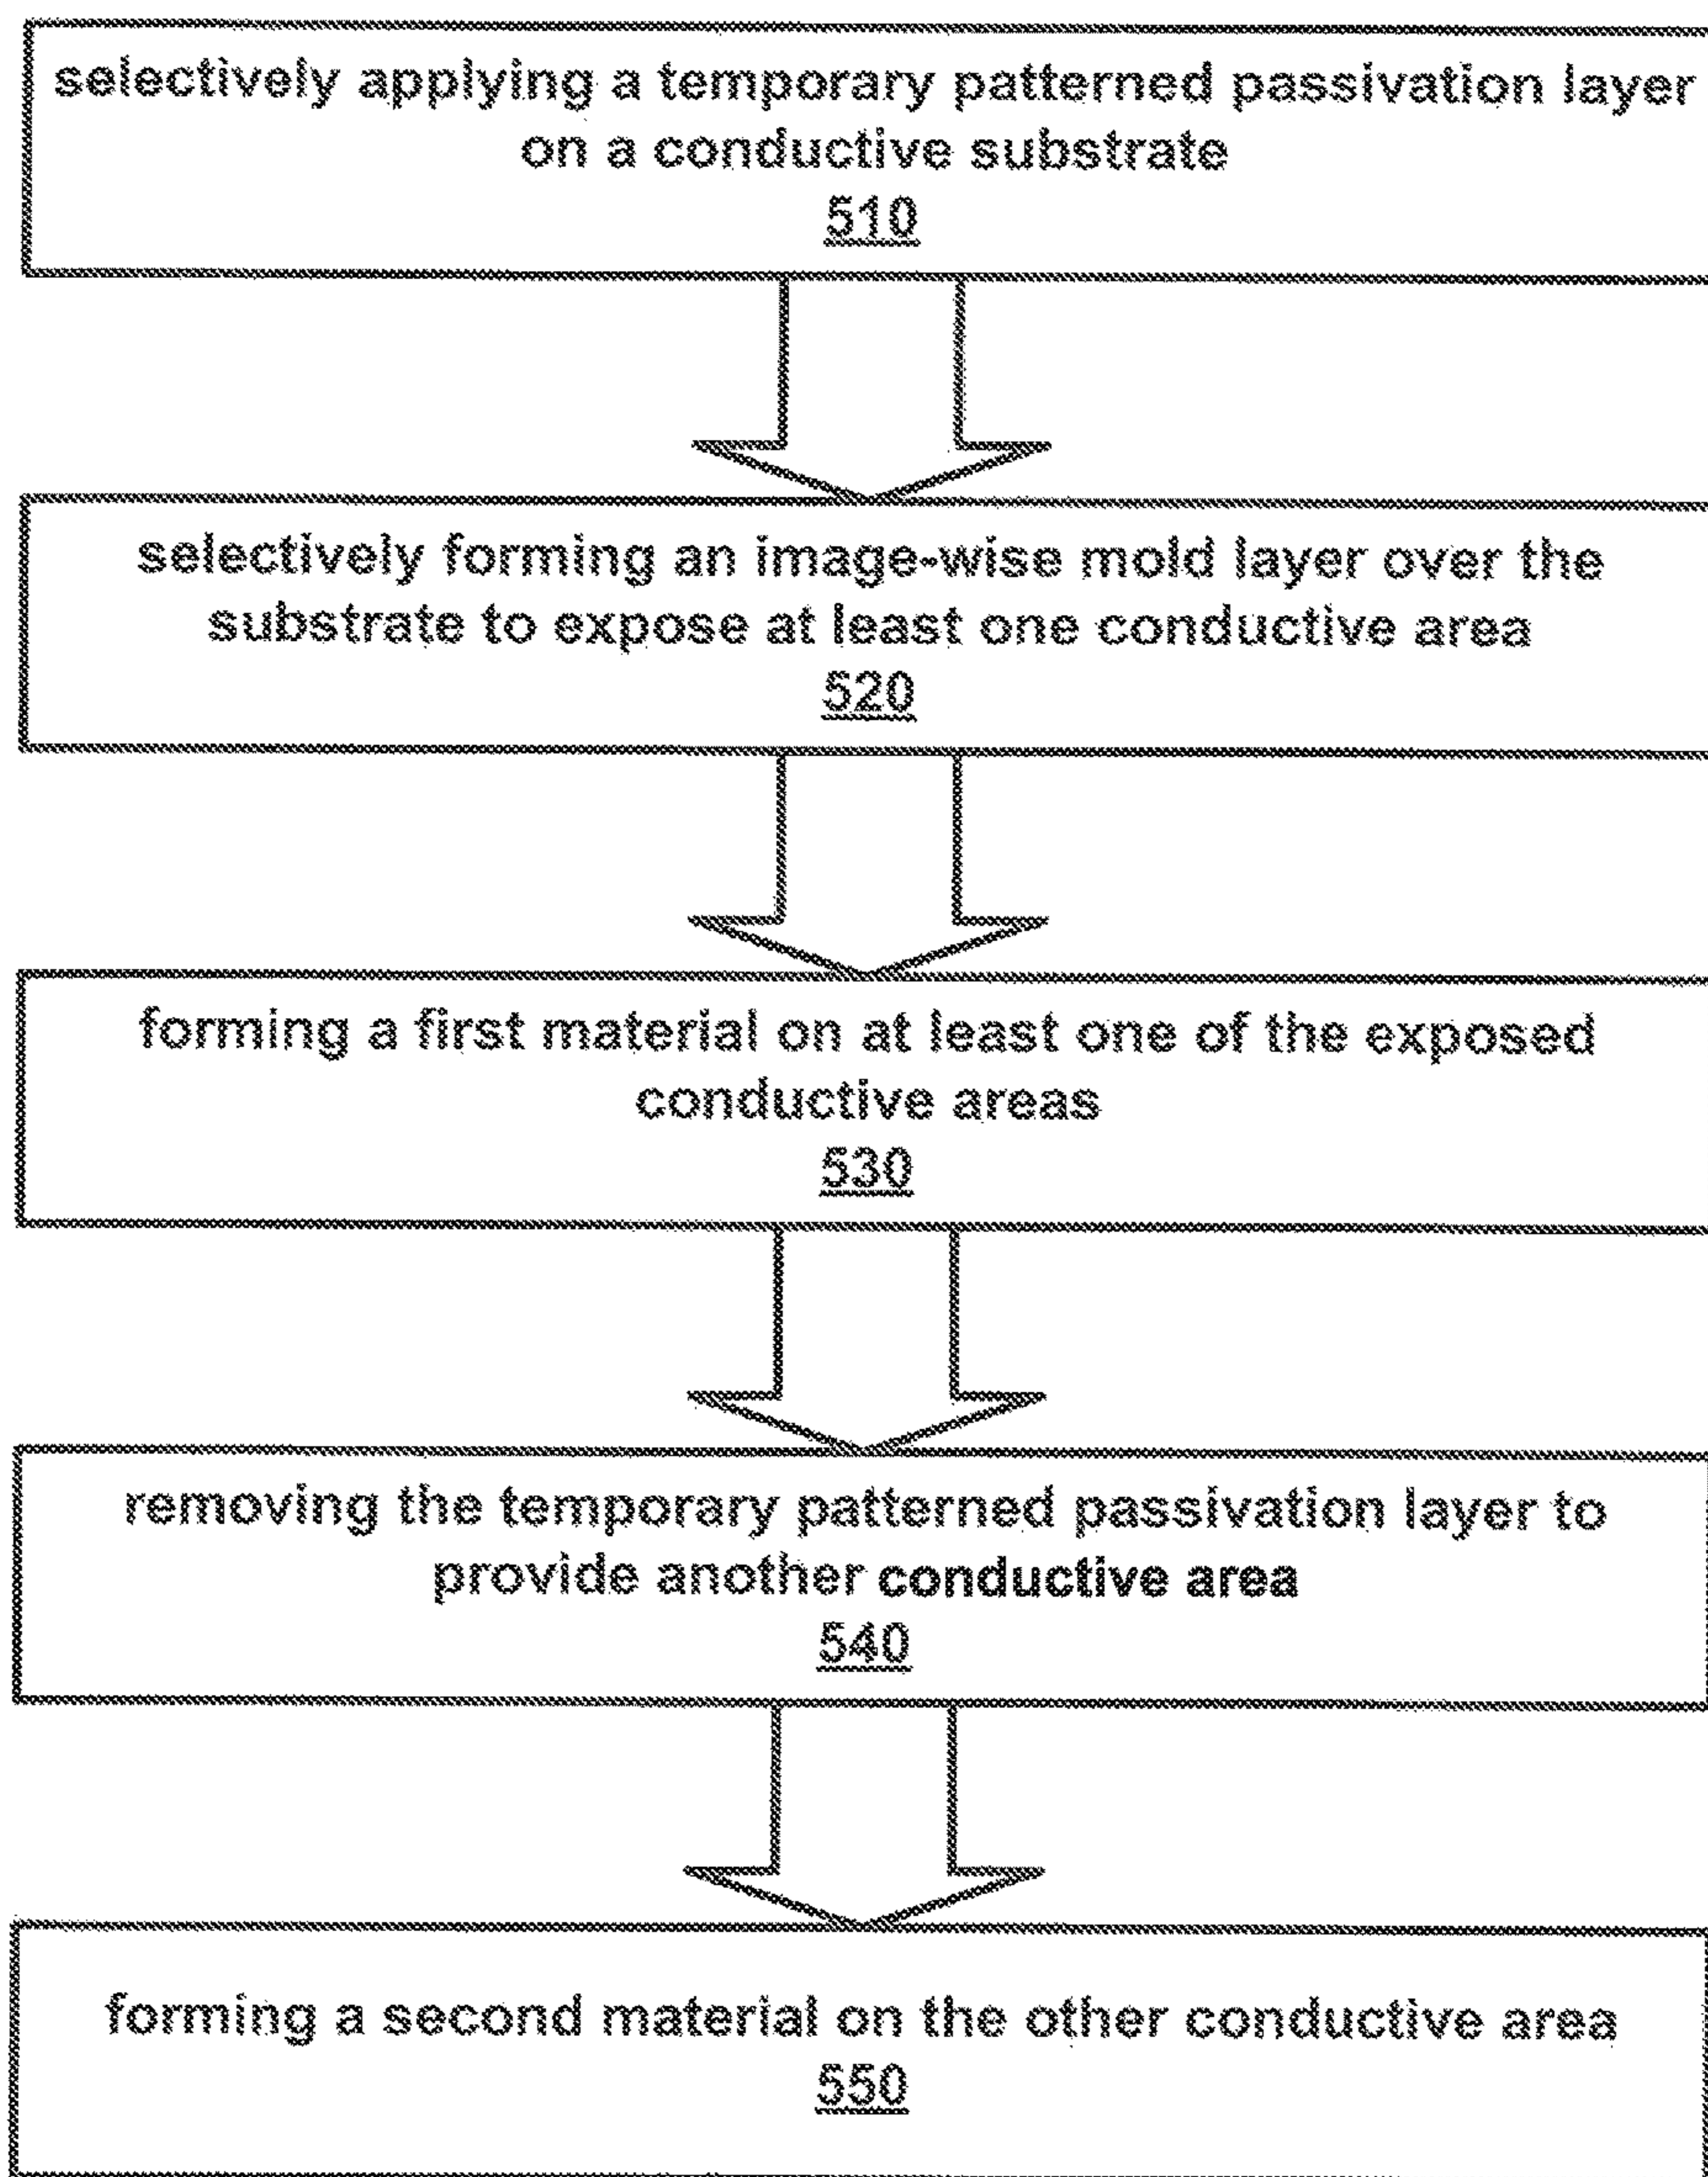 selectively applying a temporary patterned passivation layer
on a conductive substrate
510
selectively forming an image-wise mold layer over the
substrate to expose at least one conductive area
520
forming a first material on at least one of the exposed
conductive areas
530
removing the temporary patterned passivation layer to
provide another conductive area
540
forming a second material on the other conductive area
550